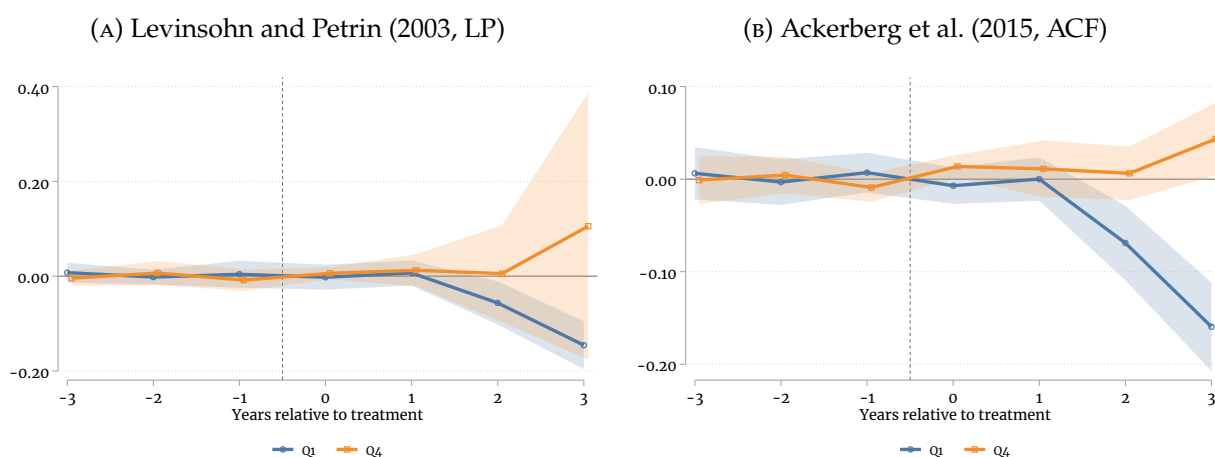 (A) Levinsohn and Petrin (2003, LP)
0.40
0.20
0.00
-0.20
-3 -2 -1 0 1 2 3
Years relative to treatment
Q1 Q4
(B) Ackerberg et al. (2015, ACF)
0.10
0.00
-0.10
-0.20
-3 -2 -1 0 1 2 3
Years relative to treatment
Q1 Q4